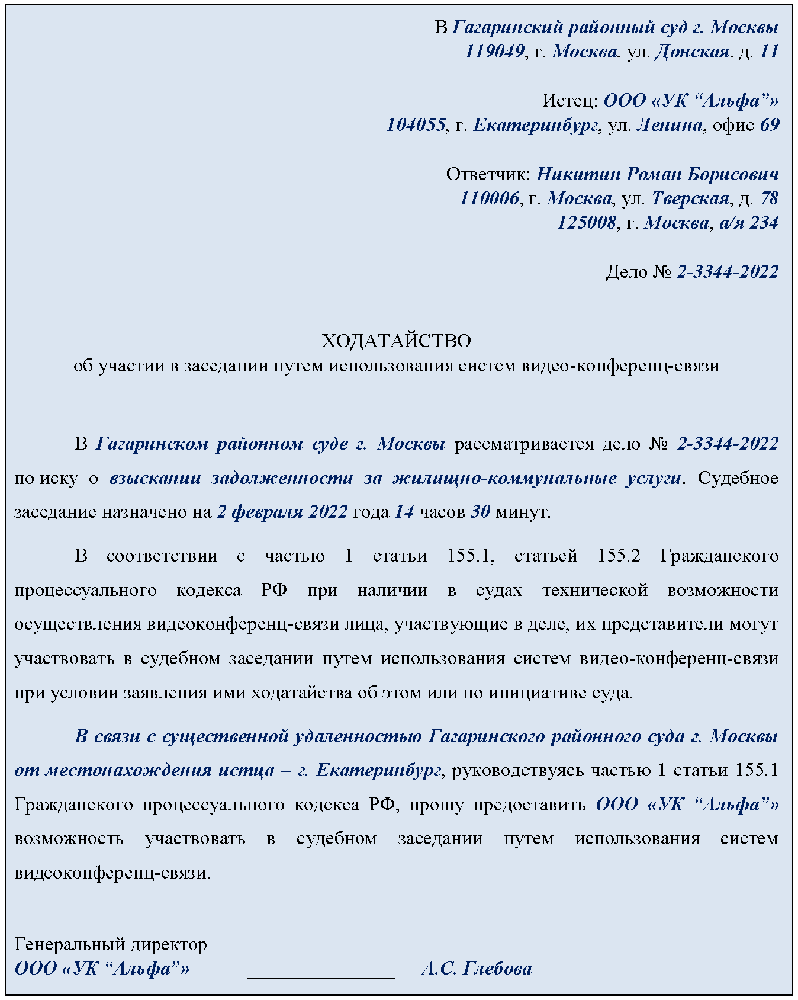 В Гагаринский районный суд г. Москвы
119049, г. Москва, ул. Донская, д. 11
Истец: ООО «УК “Альфа”»
104055, г. Екатеринбург, ул. Ленина, офис 69
Ответчик: Никитин Роман Борисович
110006, г. Москва, ул. Тверская, д. 78
125008, г. Москва, а/я 234
Дело № 2-3344-2022
ХОДАТАЙСТВО
об участии в заседании путем использования систем видео-конференц-связи
В Гагаринском районном суде г. Москвы рассматривается дело № 2-3344-2022
по иску о взыскании задолженности за жилищно-коммунальные услуги. Судебное
заседание назначено на 2 февраля 2022 года 14 часов 30 минут.
В соответствии с частью 1 статьи 155.1, статьей 155.2 Гражданского
процессуального кодекса РФ при наличии в судах технической возможности
осуществления видеоконференц-связи лица, участвующие в деле, их представители могут
участвовать в судебном заседании путем использования систем видео-конференц-связи
при условии заявления ими ходатайства об этом или по инициативе суда.
В связи с существенной удаленностью Гагаринского районного суда г. Москвы
от местонахождения истца – г. Екатеринбург, руководствуясь частью 1 статьи 155.1
Гражданского процессуального кодекса РФ, прошу предоставить ООО «УК “Альфа”»
возможность участвовать в судебном заседании путем использования систем
видеоконференц-связи.
Генеральный директор
ООО «УК “Альфа”» _______________ А.С. Глебова